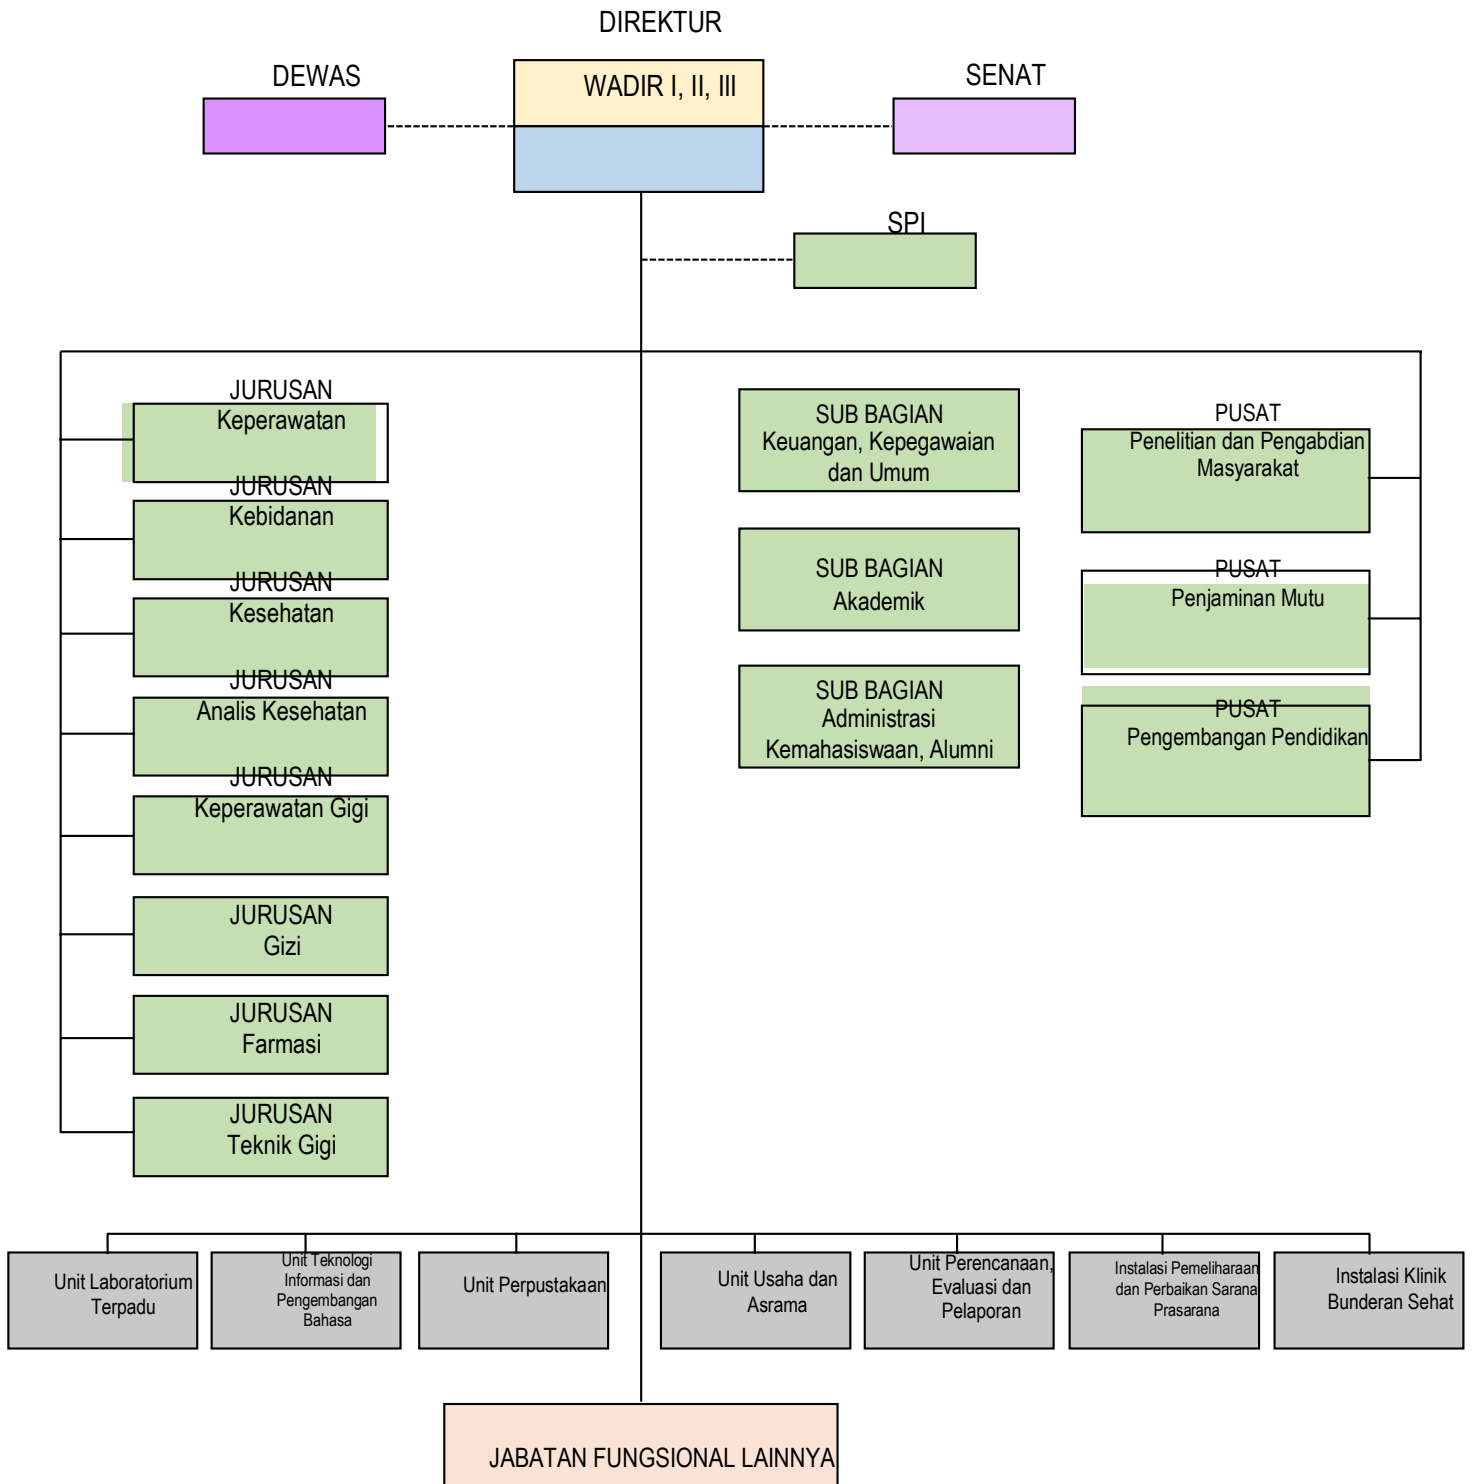 DIREKTUR
DEWAS
WADIR I, II, III
SENAT
SPI
JURUSAN
Keperawatan
JURUSAN
Kebidanan
JURUSAN
Kesehatan
JURUSAN
Analis Kesehatan
JURUSAN
Keperawatan Gigi
JURUSAN
Gizi
JURUSAN
Farmasi
JURUSAN
Teknik Gigi
SUB BAGIAN
Keuangan, Kepegawaian
dan Umum
SUB BAGIAN
Akademik
SUB BAGIAN
Administrasi
Kemahasiswaan, Alumni
PUSAT
Penelitian dan Pengabdian
Masyarakat
PUSAT
Penjaminan Mutu
PUSAT
Pengembangan Pendidikan
Unit Laboratorium
Terpadu
Unit Teknologi
Informasi dan
Pengembangan
Bahasa
Unit Perpustakaan
Unit Usaha dan
Asrama
Unit Perencanaan,
Evaluasi dan
Pelaporan
Instalasi Pemeliharaan
dan Perbaikan Sarana
Prasarana
Instalasi Klinik
Bunderan Sehat
JABATAN FUNGSIONAL LAINNYA